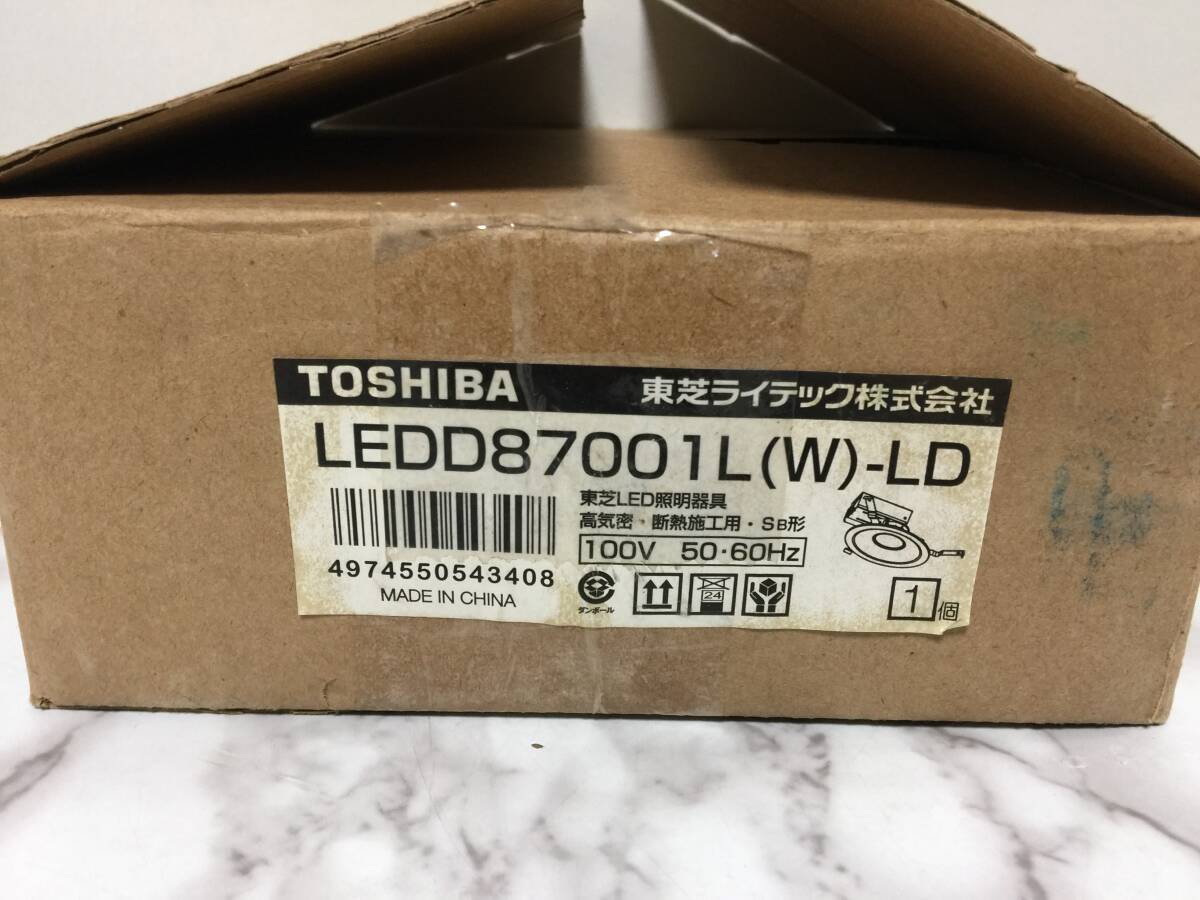 TOSHIBA 東芝ライテック株式会社
LEDD87001L(W)-LD
東芝LED照明器具
高気密・断熱施工用・SB形
100V 50・60Hz
4974550543408
MADE IN CHINA
ダンボール
24
1個